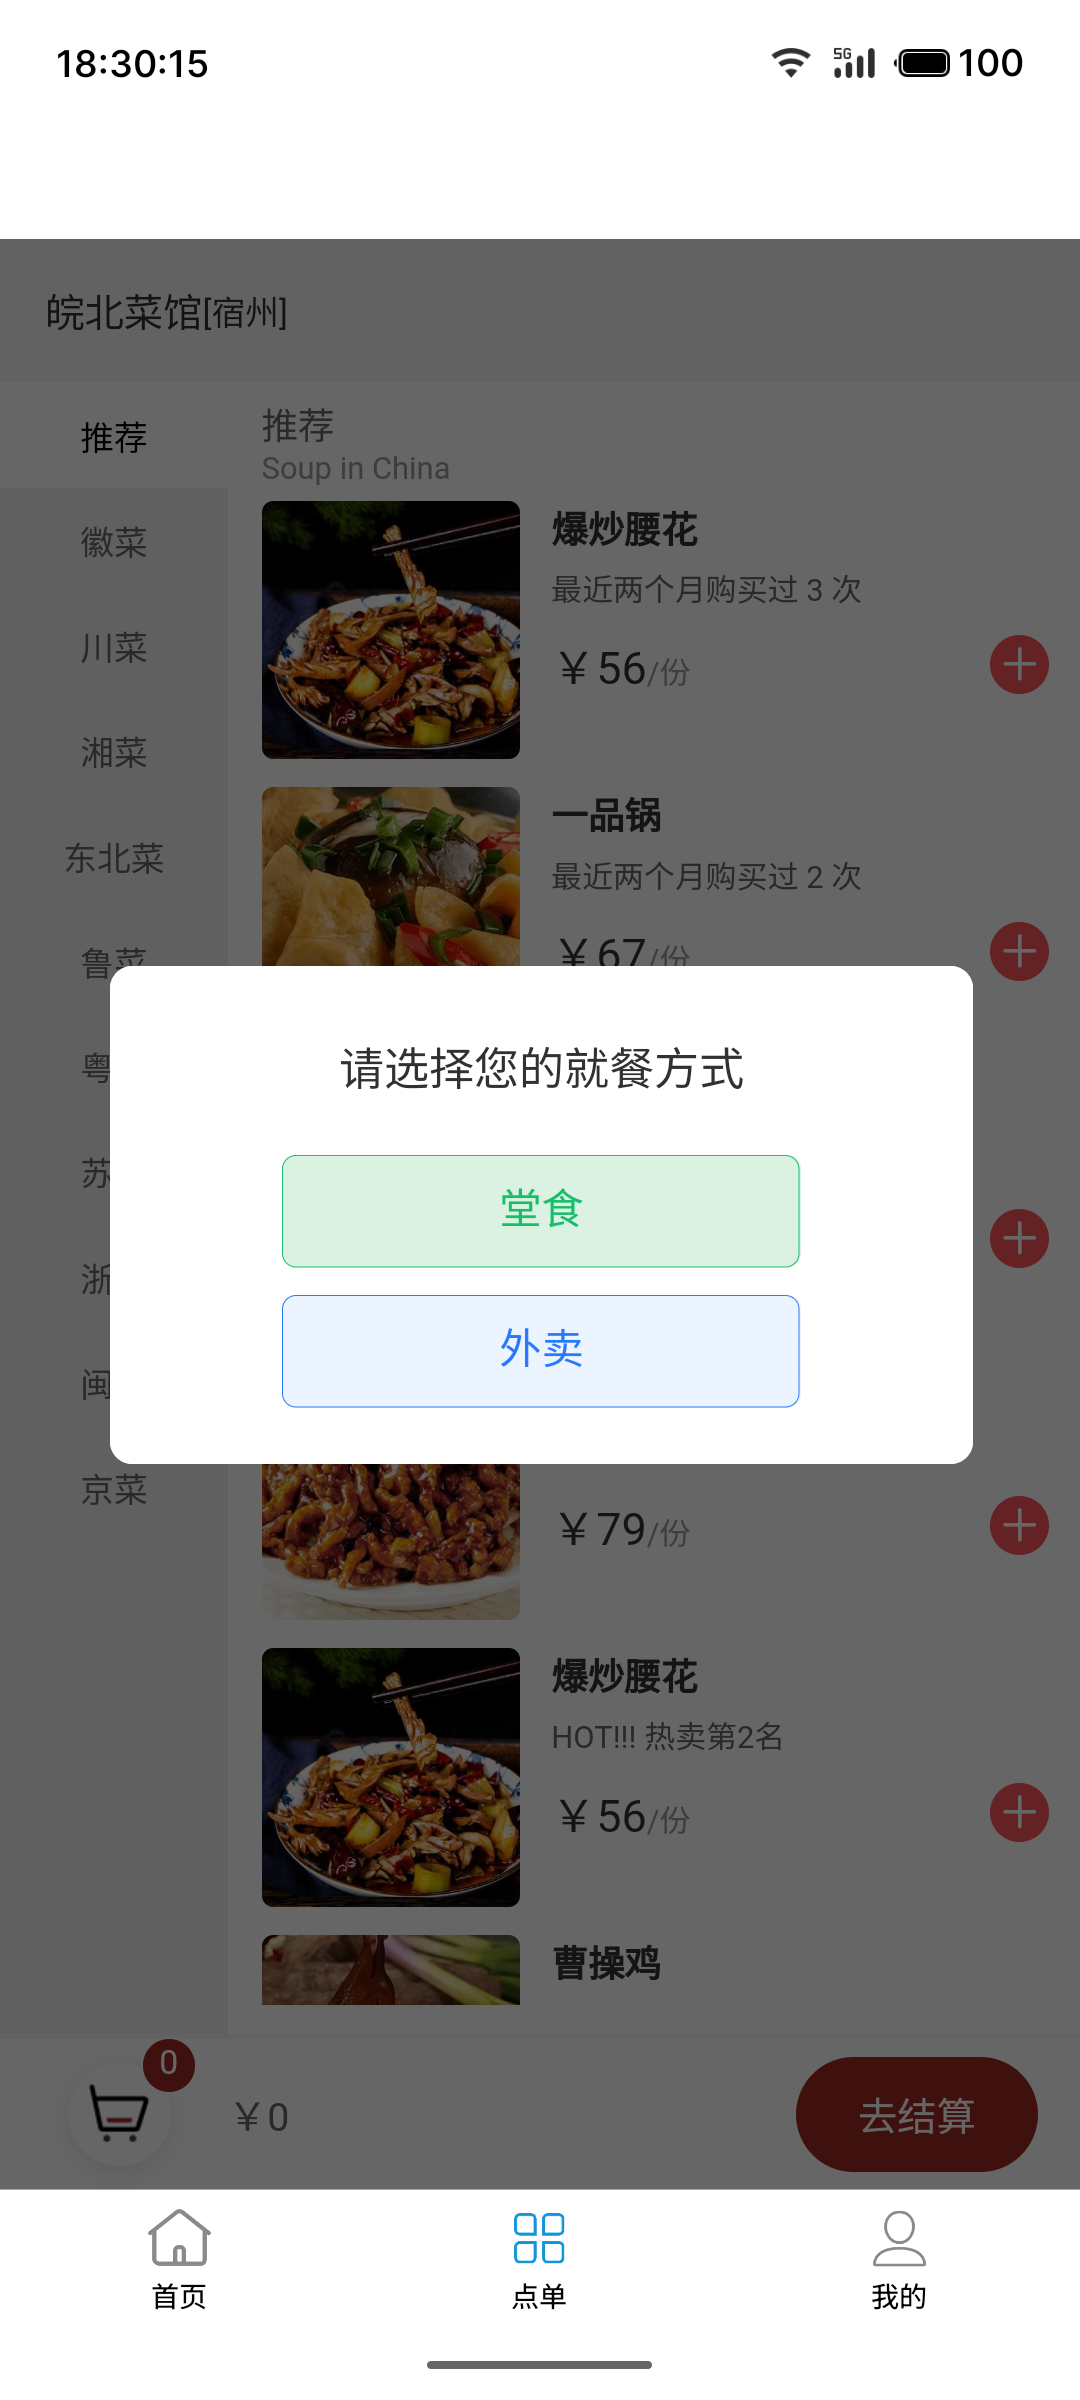 18:30:15
5G
100
皖北菜馆[宿州]
推荐
徽菜
川菜
湘菜
东北菜
鲁菜
粤
苏
浙
闽
京菜
推荐
Soup in China
爆炒腰花
最近两个月购买过 3 次
￥56/份
一品锅
最近两个月购买过 2 次
￥67/份
请选择您的就餐方式
堂食
外卖
￥79/份
爆炒腰花
HOT!!! 热卖第2名
￥56/份
曹操鸡
0
￥0
去结算
首页
点单
我的